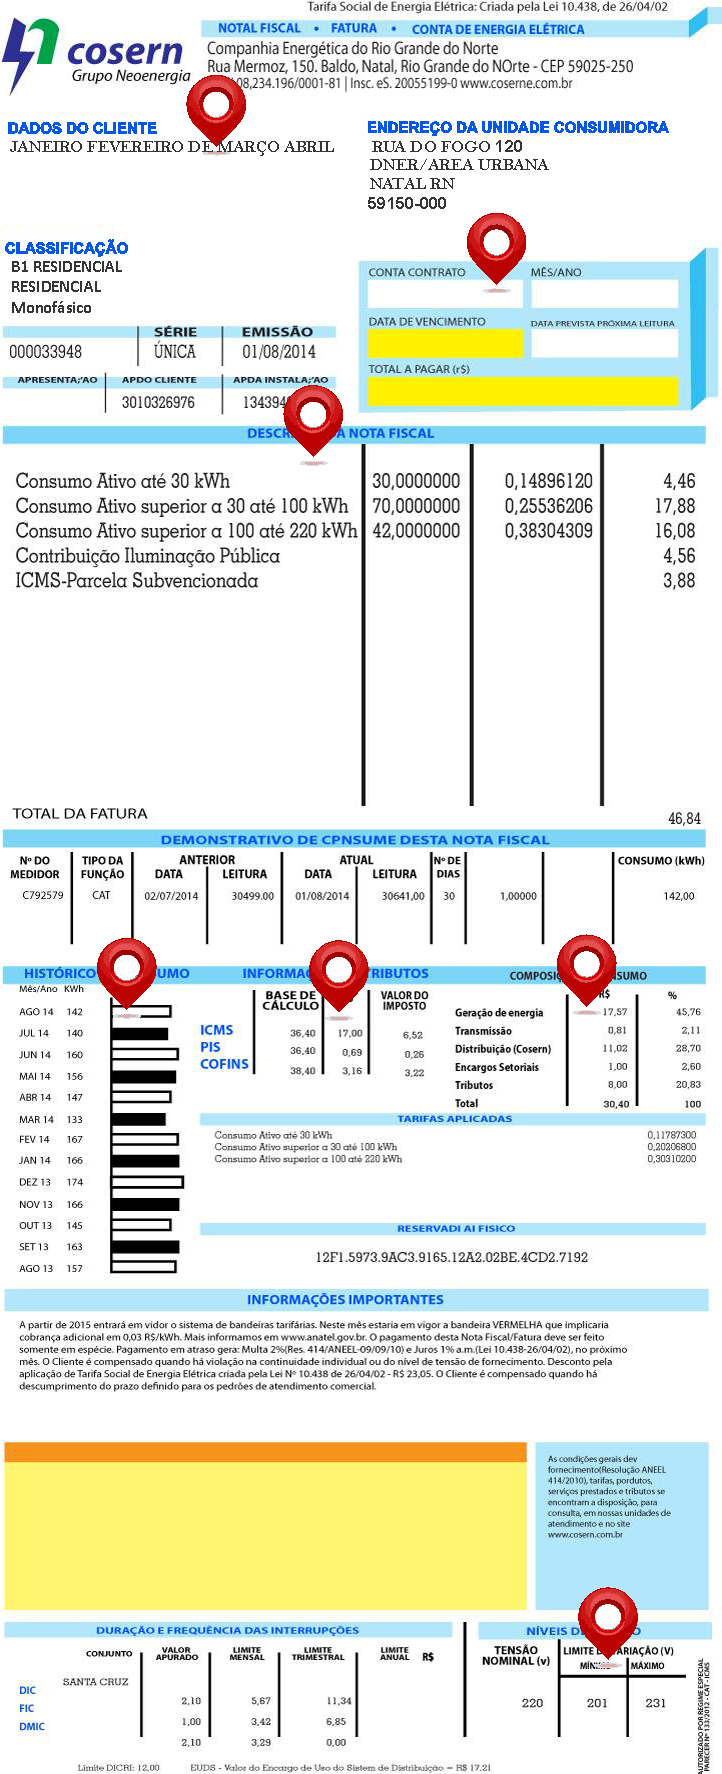 Tarifa Social de Energia Elétrica: Criada pela Lei 10.438, de 26/04/02
NOTAL FISCAL • FATURA • CONTA DE ENERGIA ELÉTRICA
cosern
Grupo Neoenergia
Companhia Energética do Rio Grande do Norte
Rua Mermoz, 150. Baldo, Natal, Rio Grande do NOrte - CEP 59025-250
08,234.196/0001-81 | Insc. eS. 20055199-0 www.coserne.com.br
DADOS DO CLIENTE
JANEIRO FEVEREIRO DE MARÇO ABRIL
ENDEREÇO DA UNIDADE CONSUMIDORA
RUA DO FOGO 120
DNER/AREA URBANA
NATAL RN
59150-000
CLASSIFICAÇÃO
B1 RESIDENCIAL
RESIDENCIAL
Monofásico
CONTA CONTRATO MÊS/ANO
DATA DE VENCIMENTO DATA PREVISTA PRÓXIMA LEITURA
TOTAL A PAGAR (r$)
SÉRIE EMISSÃO
000033948 ÚNICA 01/08/2014
APRESENTA;'AO APDO CLIENTE APDA INSTALA;'AO
3010326976 134394
DESCR A NOTA FISCAL
Consumo Ativo até 30 kWh 30,0000000 0,14896120 4,46
Consumo Ativo superior a 30 até 100 kWh 70,0000000 0,25536206 17,88
Consumo Ativo superior a 100 até 220 kWh 42,0000000 0,38304309 16,08
Contribuição Iluminação Pública 4,56
ICMS-Parcela Subvencionada 3,88
TOTAL DA FATURA 46,84
DEMONSTRATIVO DE CPNSUME DESTA NOTA FISCAL
Nº DO MEDIDOR TIPO DA FUNÇÃO ANTERIOR DATA LEITURA ATUAL DATA LEITURA Nº DE DIAS CONSUMO (kWh)
C792579 CAT 02/07/2014 30499.00 01/08/2014 30641,00 30 1,00000 142,00
HISTÓRICO UMO
Mês/Ano KWh
AGO 14 142
JUL 14 140
JUN 14 160
MAI 14 156
ABR 14 147
MAR 14 133
FEV 14 167
JAN 14 166
DEZ 13 174
NOV 13 166
OUT 13 145
SET 13 163
AGO 13 157
INFORMAÇ TRIBUTOS
BASE DE CÁLCULO VALOR DO IMPOSTO
ICMS 36,40 17,00 6,52
PIS 36,40 0,69 0,26
COFINS 38,40 3,16 3,22
COMPOSIÇ NSUMO
R$ %
Geração de energia 17,57 45,76
Transmissão 0,81 2,11
Distribuição (Cosern) 11,02 28,70
Encargos Setoriais 1,00 2,60
Tributos 8,00 20,83
Total 30,40 100
TARIFAS APLICADAS
Consumo Ativo até 30 kWh 0,11787300
Consumo Ativo superior a 30 até 100 kWh 0,20206800
Consumo Ativo superior a 100 até 220 kWh 0,30310200
RESERVADI AI FISICO
12F1.5973.9AC3.9165.12A2.02BE.4CD2.7192
INFORMAÇÕES IMPORTANTES
A partir de 2015 entrará em vidor o sistema de bandeiras tarifárias. Neste mês estaria em vigor a bandeira VERMELHA que implicaria
cobrança adicional em 0,03 R$/kWh. Mais informamos em www.anatel.gov.br. O pagamento desta Nota Fiscal/Fatura deve ser feito
somente em espécie. Pagamento em atraso gera: Multa 2%(Res. 414/ANEEL-09/09/10) e Juros 1% a.m.(Lei 10.438-26/04/02), no próximo
mês. O Cliente é compensado quando há violação na continuidade individual ou do nível de tensão de fornecimento. Desconto pela
aplicação de Tarifa Social de Energia Elétrica criada pela Lei Nº 10.438 de 26/04/02 - R$ 23,05. O Cliente é compensado quando há
descumprimento do prazo definido para os pedrões de atendimento comercial.
As condições gerais dev
fornecimento(Resolução ANEEL
414/2010), tarifas, pordutos,
serviços prestados e tributos se
encontram a disposição, para
consulta, em nossas unidades de
atendimento e no site
www.cosern.com.br
DURAÇÃO E FREQUÊNCIA DAS INTERRUPÇÕES
CONJUNTO VALOR APURADO LIMITE MENSAL LIMITE TRIMESTRAL LIMITE ANUAL R$
SANTA CRUZ
DIC 2,10 5,67 11,34
FIC 1,00 3,42 6,85
DMIC 2,10 3,29 0,00
Limite DICRI: 12,00 EUDS - Valor do Encargo de Uso do Sistem de Distribuição = R$ 17,21
NÍVEIS D
TENSÃO NOMINAL (v) LIMITE D ARIAÇÃO (V)
MÍN MÁXIMO
220 201 231
AUTORIZADO POR REGIME ESPECIAL
PARECER Nº 133/2012 - CAT - ICMS